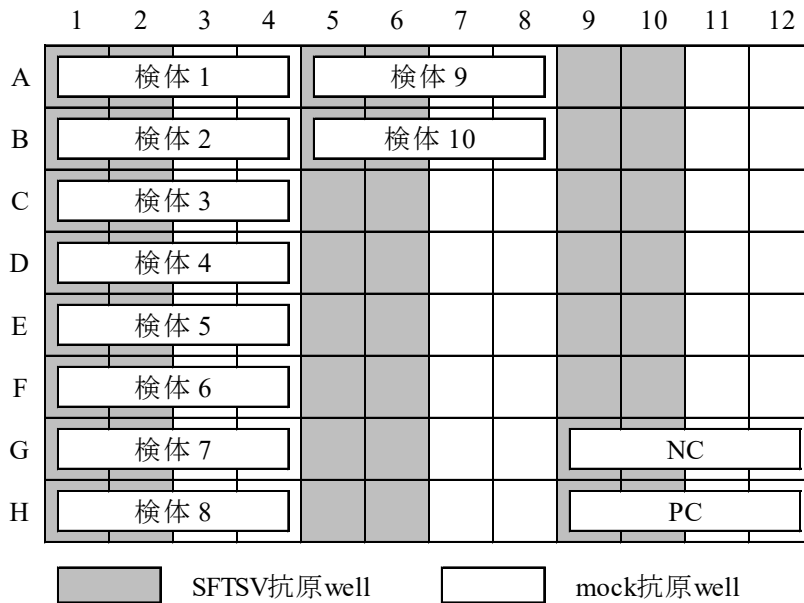 1 2 3 4 5 6 7 8 9 10 11 12
A 検体 1 検体 9
B 検体 2 検体 10
C 検体 3
D 検体 4
E 検体 5
F 検体 6
G 検体 7 NC
H 検体 8 PC
SFTSV抗原well mock抗原well